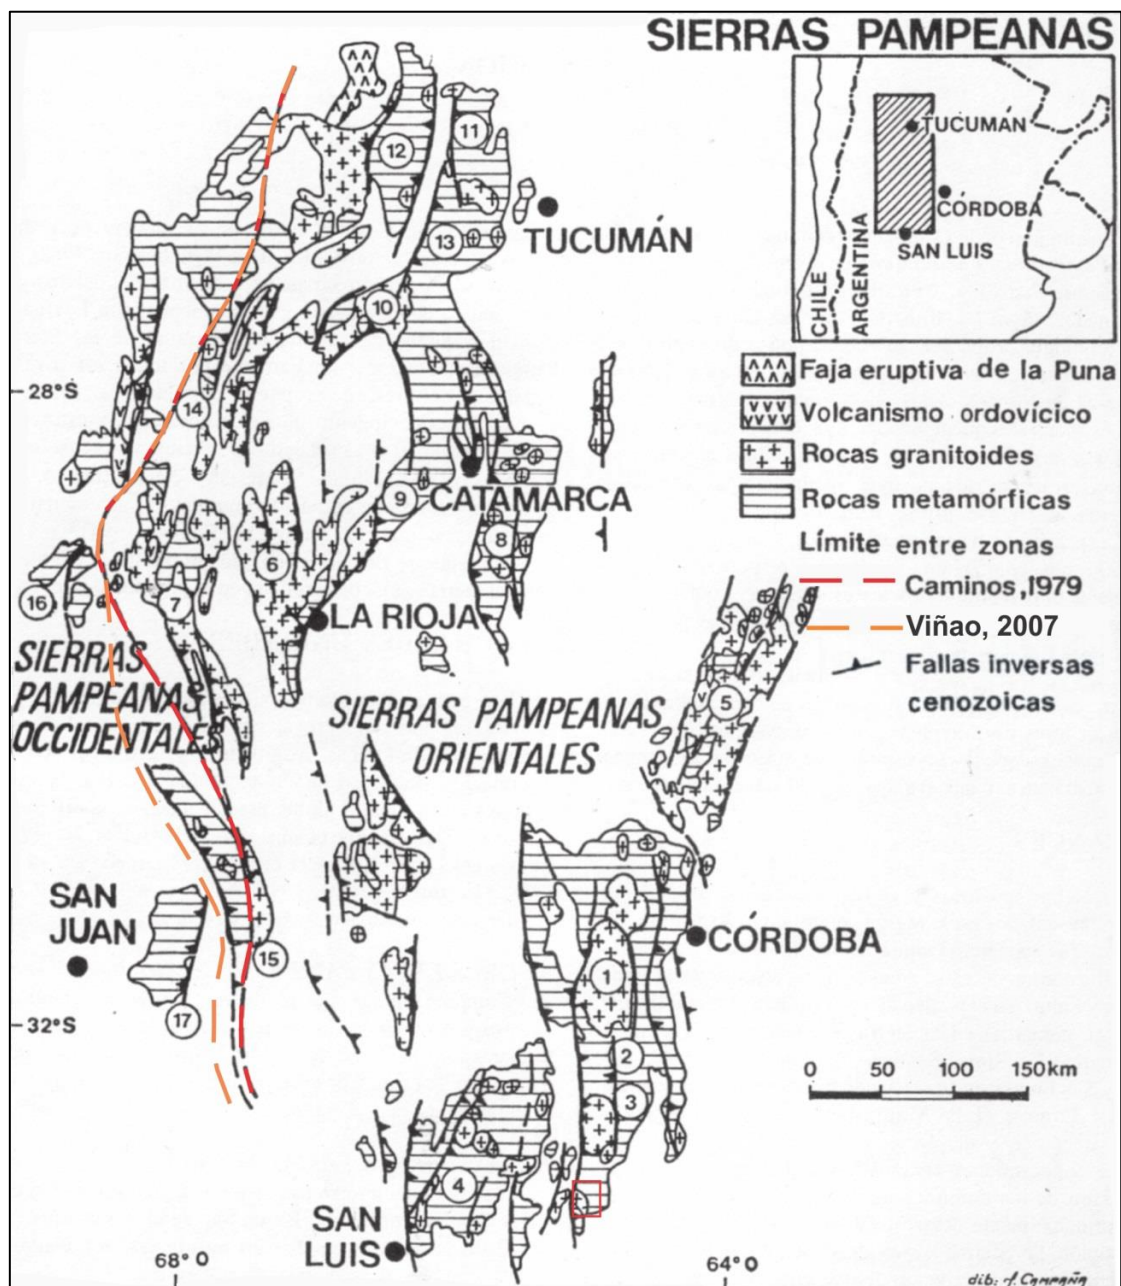 SIERRAS PAMPEANAS
TUCUMÁN
CÓRDOBA
SAN LUIS
CHILE
ARGENTINA
Faja eruptiva de la Puna
Volcanismo ordovícico
Rocas granitoides
Rocas metamórficas
Límite entre zonas
Caminos,1979
Viñao, 2007
Fallas inversas
cenozoicas
11
12
TUCUMÁN
13
10
28°S
14
CATAMARCA
9
8
6
16
7
LA RIOJA
SIERRAS
PAMPEANAS
OCCIDENTALES
SIERRAS PAMPEANAS
ORIENTALES
5
SAN
JUAN
15
17
CÓRDOBA
1
32°S
2
3
0 50 100 150km
4
SAN
LUIS
68°O
64°O
dib. J. Campaña